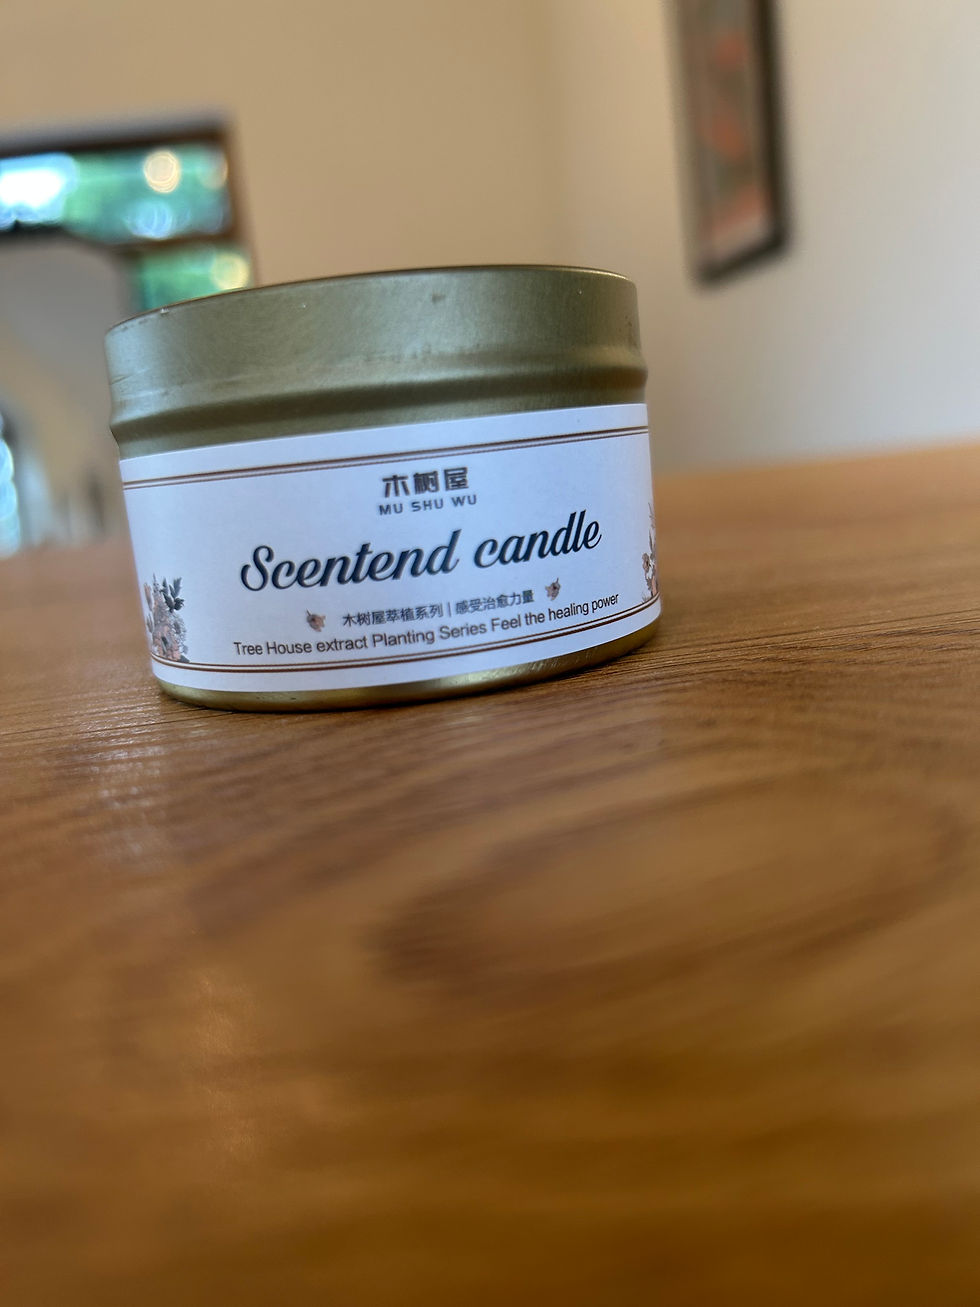 木树屋
MU SHU WU
Scentend candle
木树屋萃植系列 | 感受治愈力量
Tree House extract Planting Series Feel the healing power